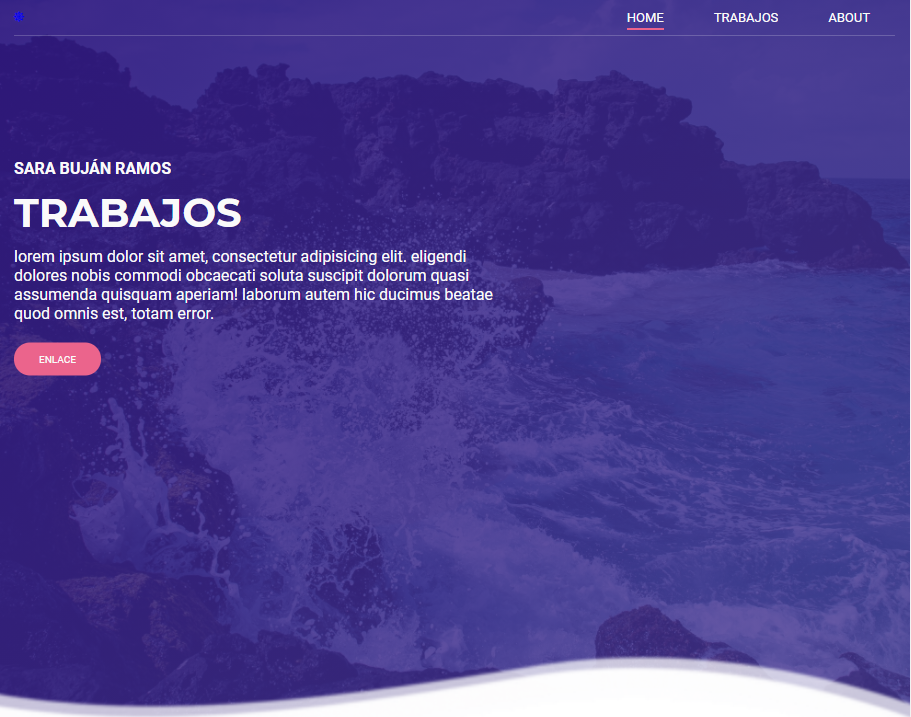 HOME TRABAJOS ABOUT
SARA BUJÁN RAMOS
TRABAJOS
lorem ipsum dolor sit amet, consectetur adipisicing elit. eligendi
dolores nobis commodi obcaecati soluta suscipit dolorum quasi
assumenda quisquam aperiam! laborum autem hic ducimus beatae
quod omnis est, totam error.
ENLACE